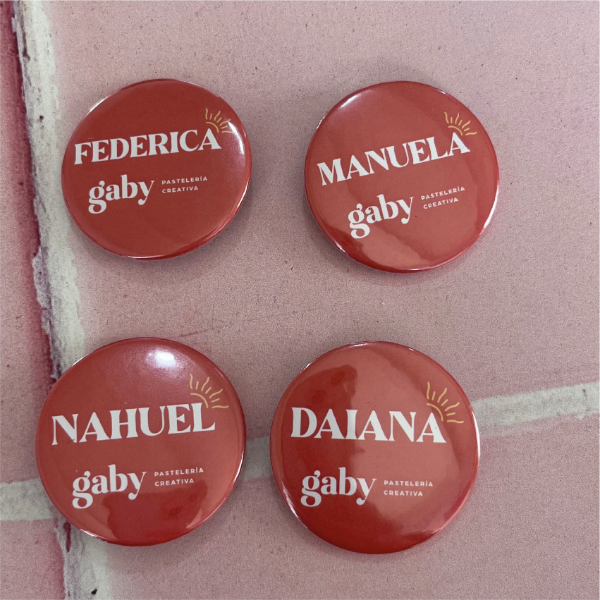 FEDERICA
gaby PASTELERÍA
CREATIVA
MANUELA
gaby PASTELERÍA
CREATIVA
NAHUEL
gaby PASTELERÍA
CREATIVA
DAIANA
gaby PASTELERÍA
CREATIVA